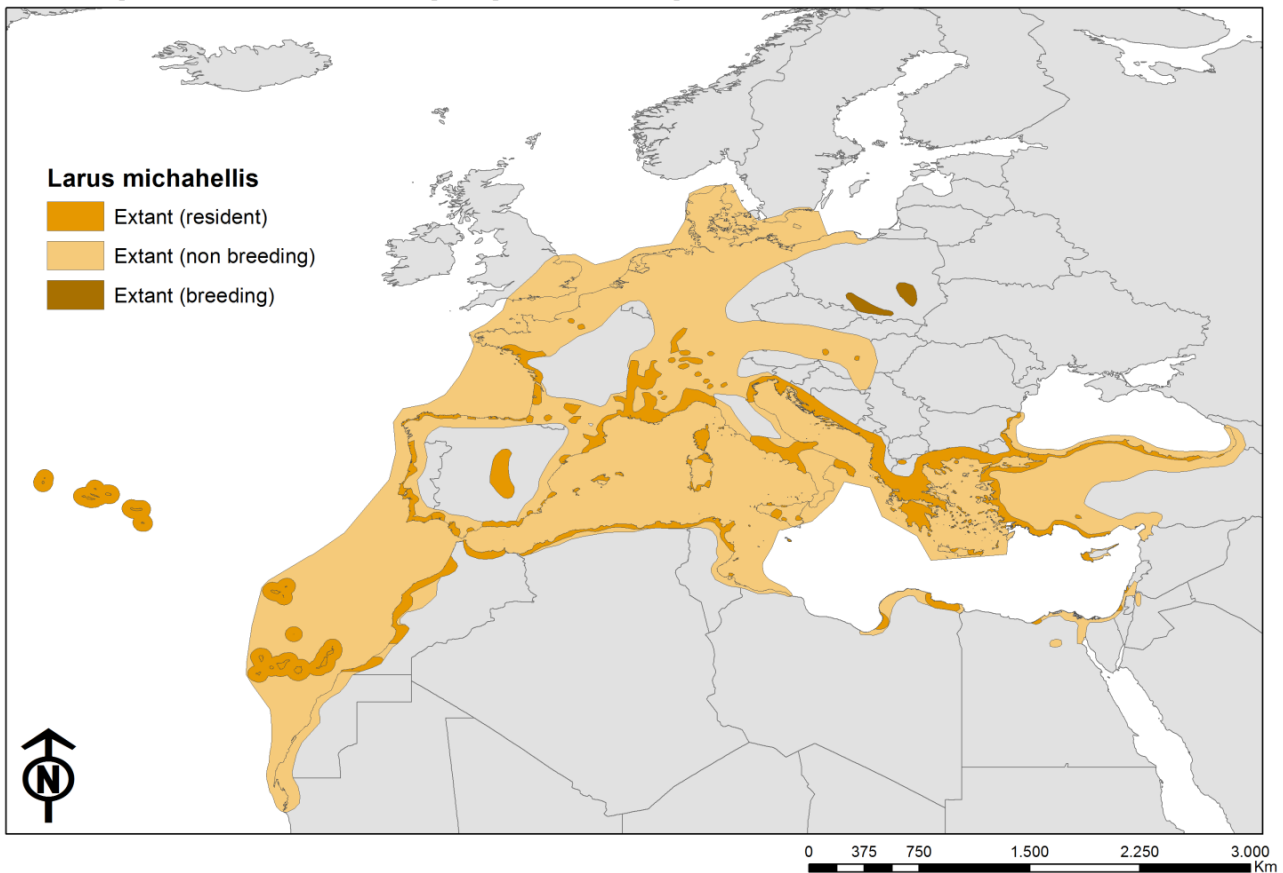 Larus michahellis
Extant (resident)
Extant (non breeding)
Extant (breeding)
N
0 375 750 1.500 2.250 3.000
Km